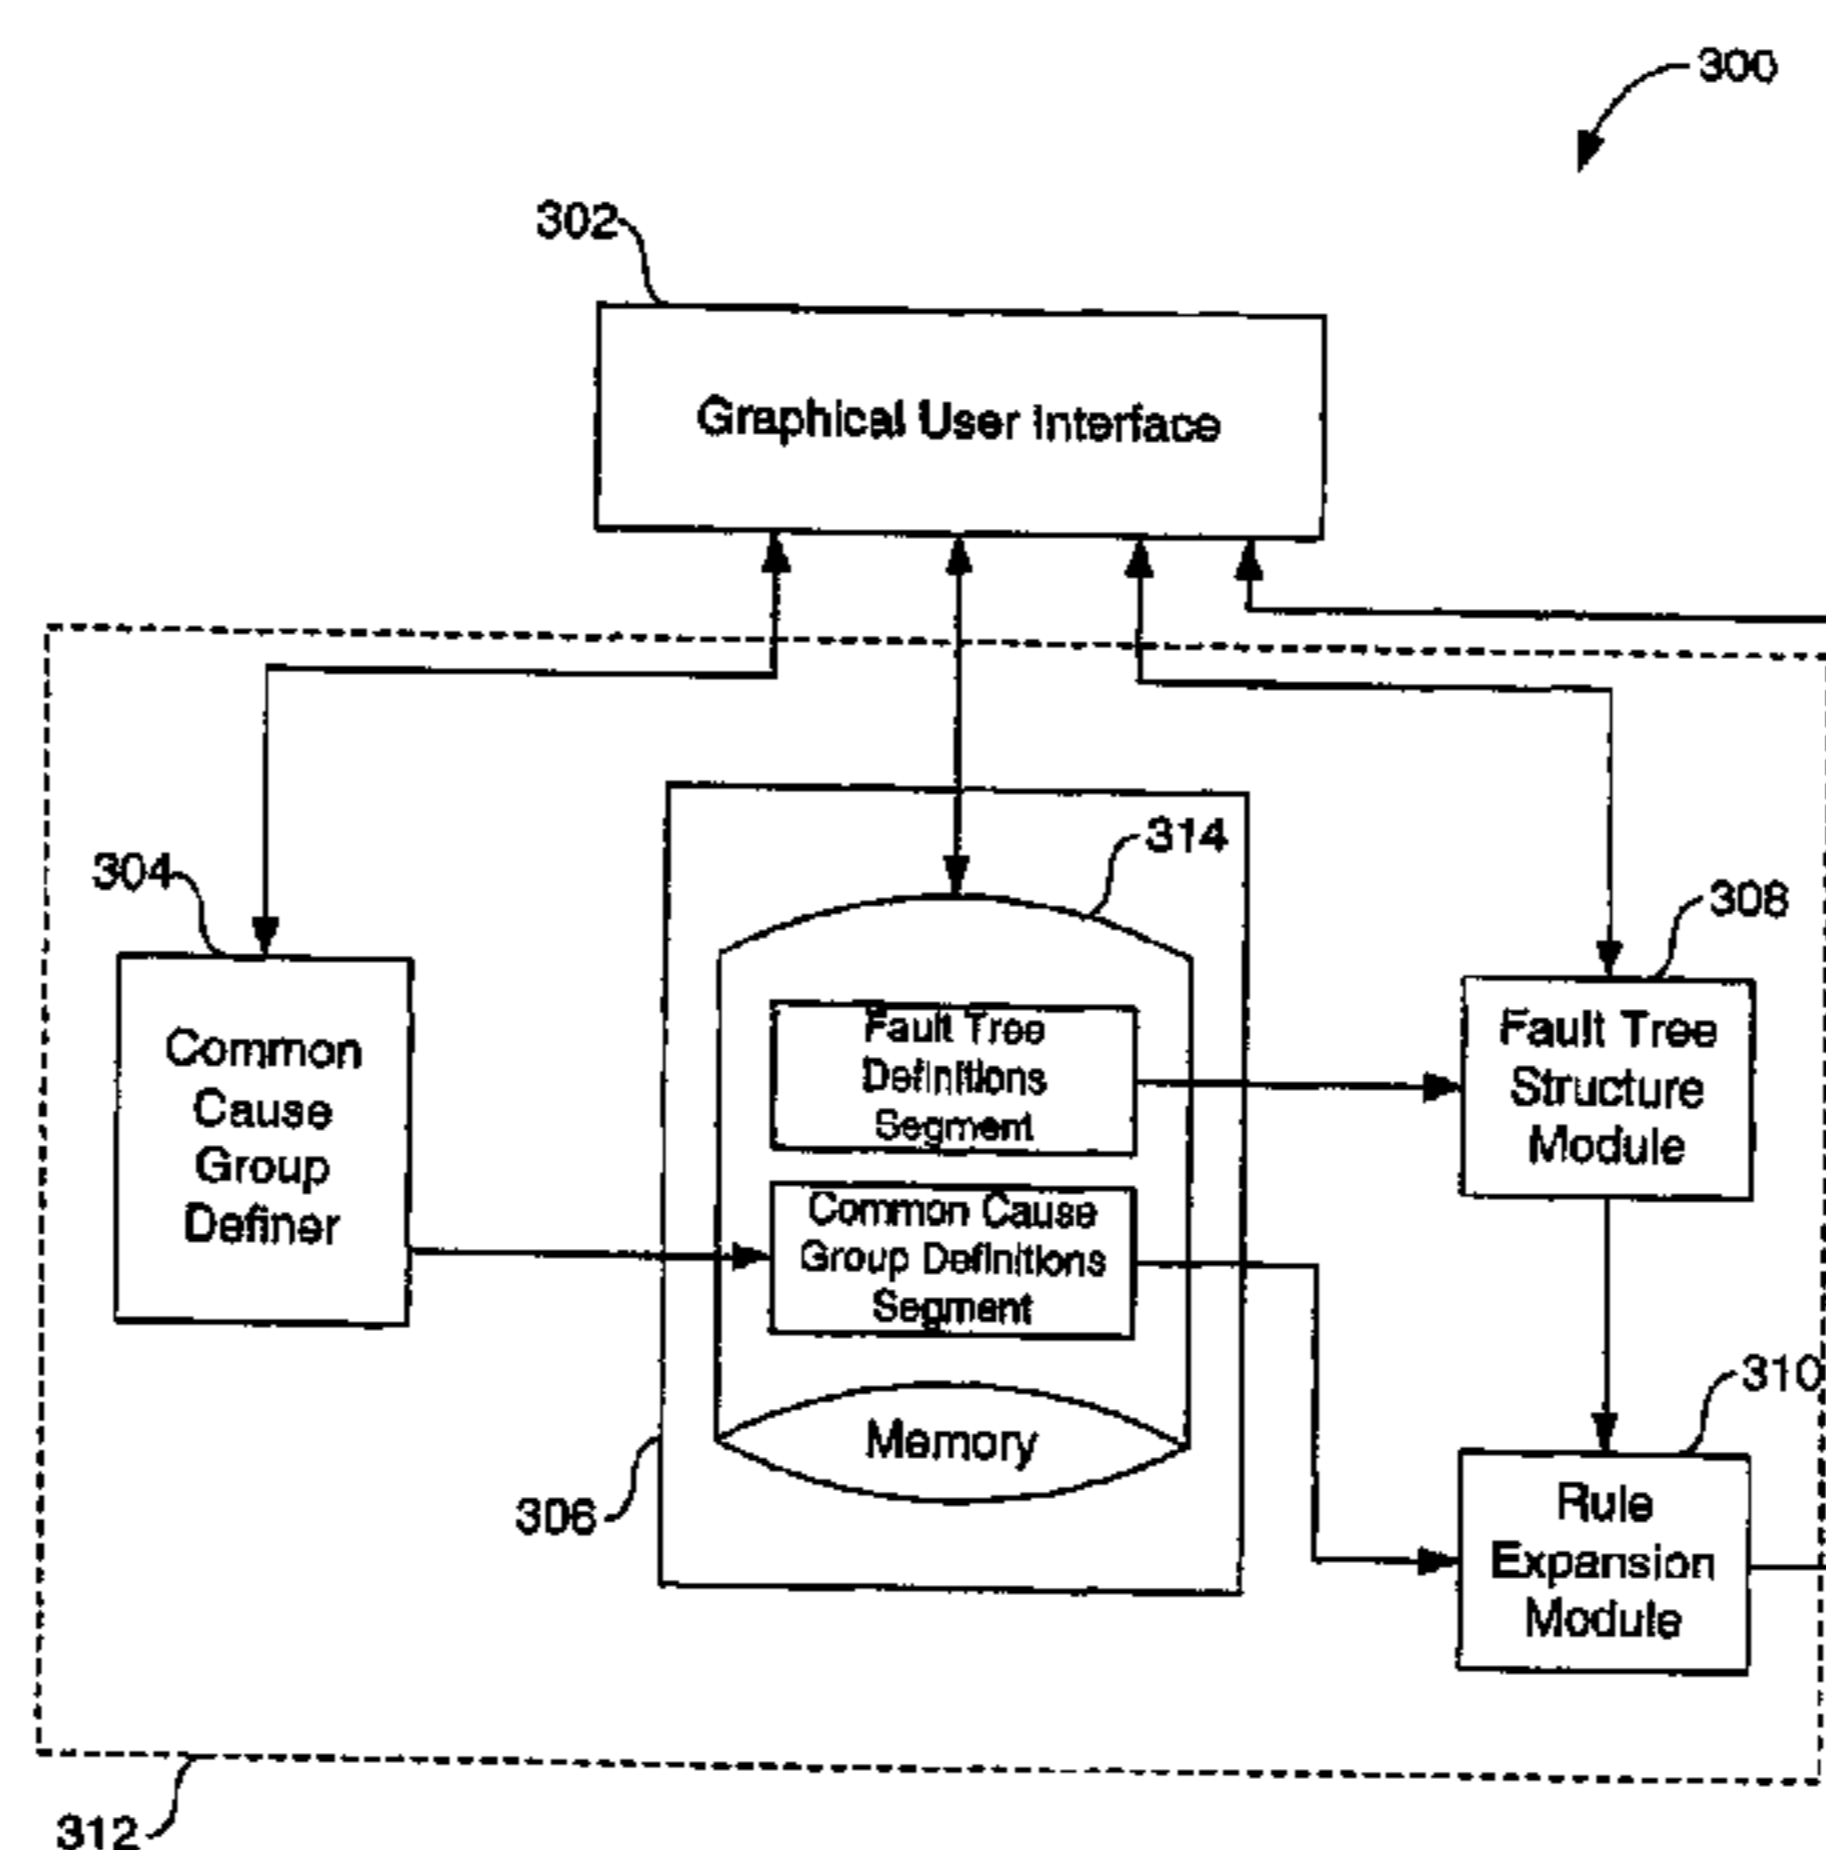 300
302
Graphical User Interface
314
304
308
Common
Cause
Group
Definer
Fault Tree
Definitions
Segment
Fault Tree
Structure
Module
Common Cause
Group Definitions
Segment
310
Memory
306
Rule
Expansion
Module
312